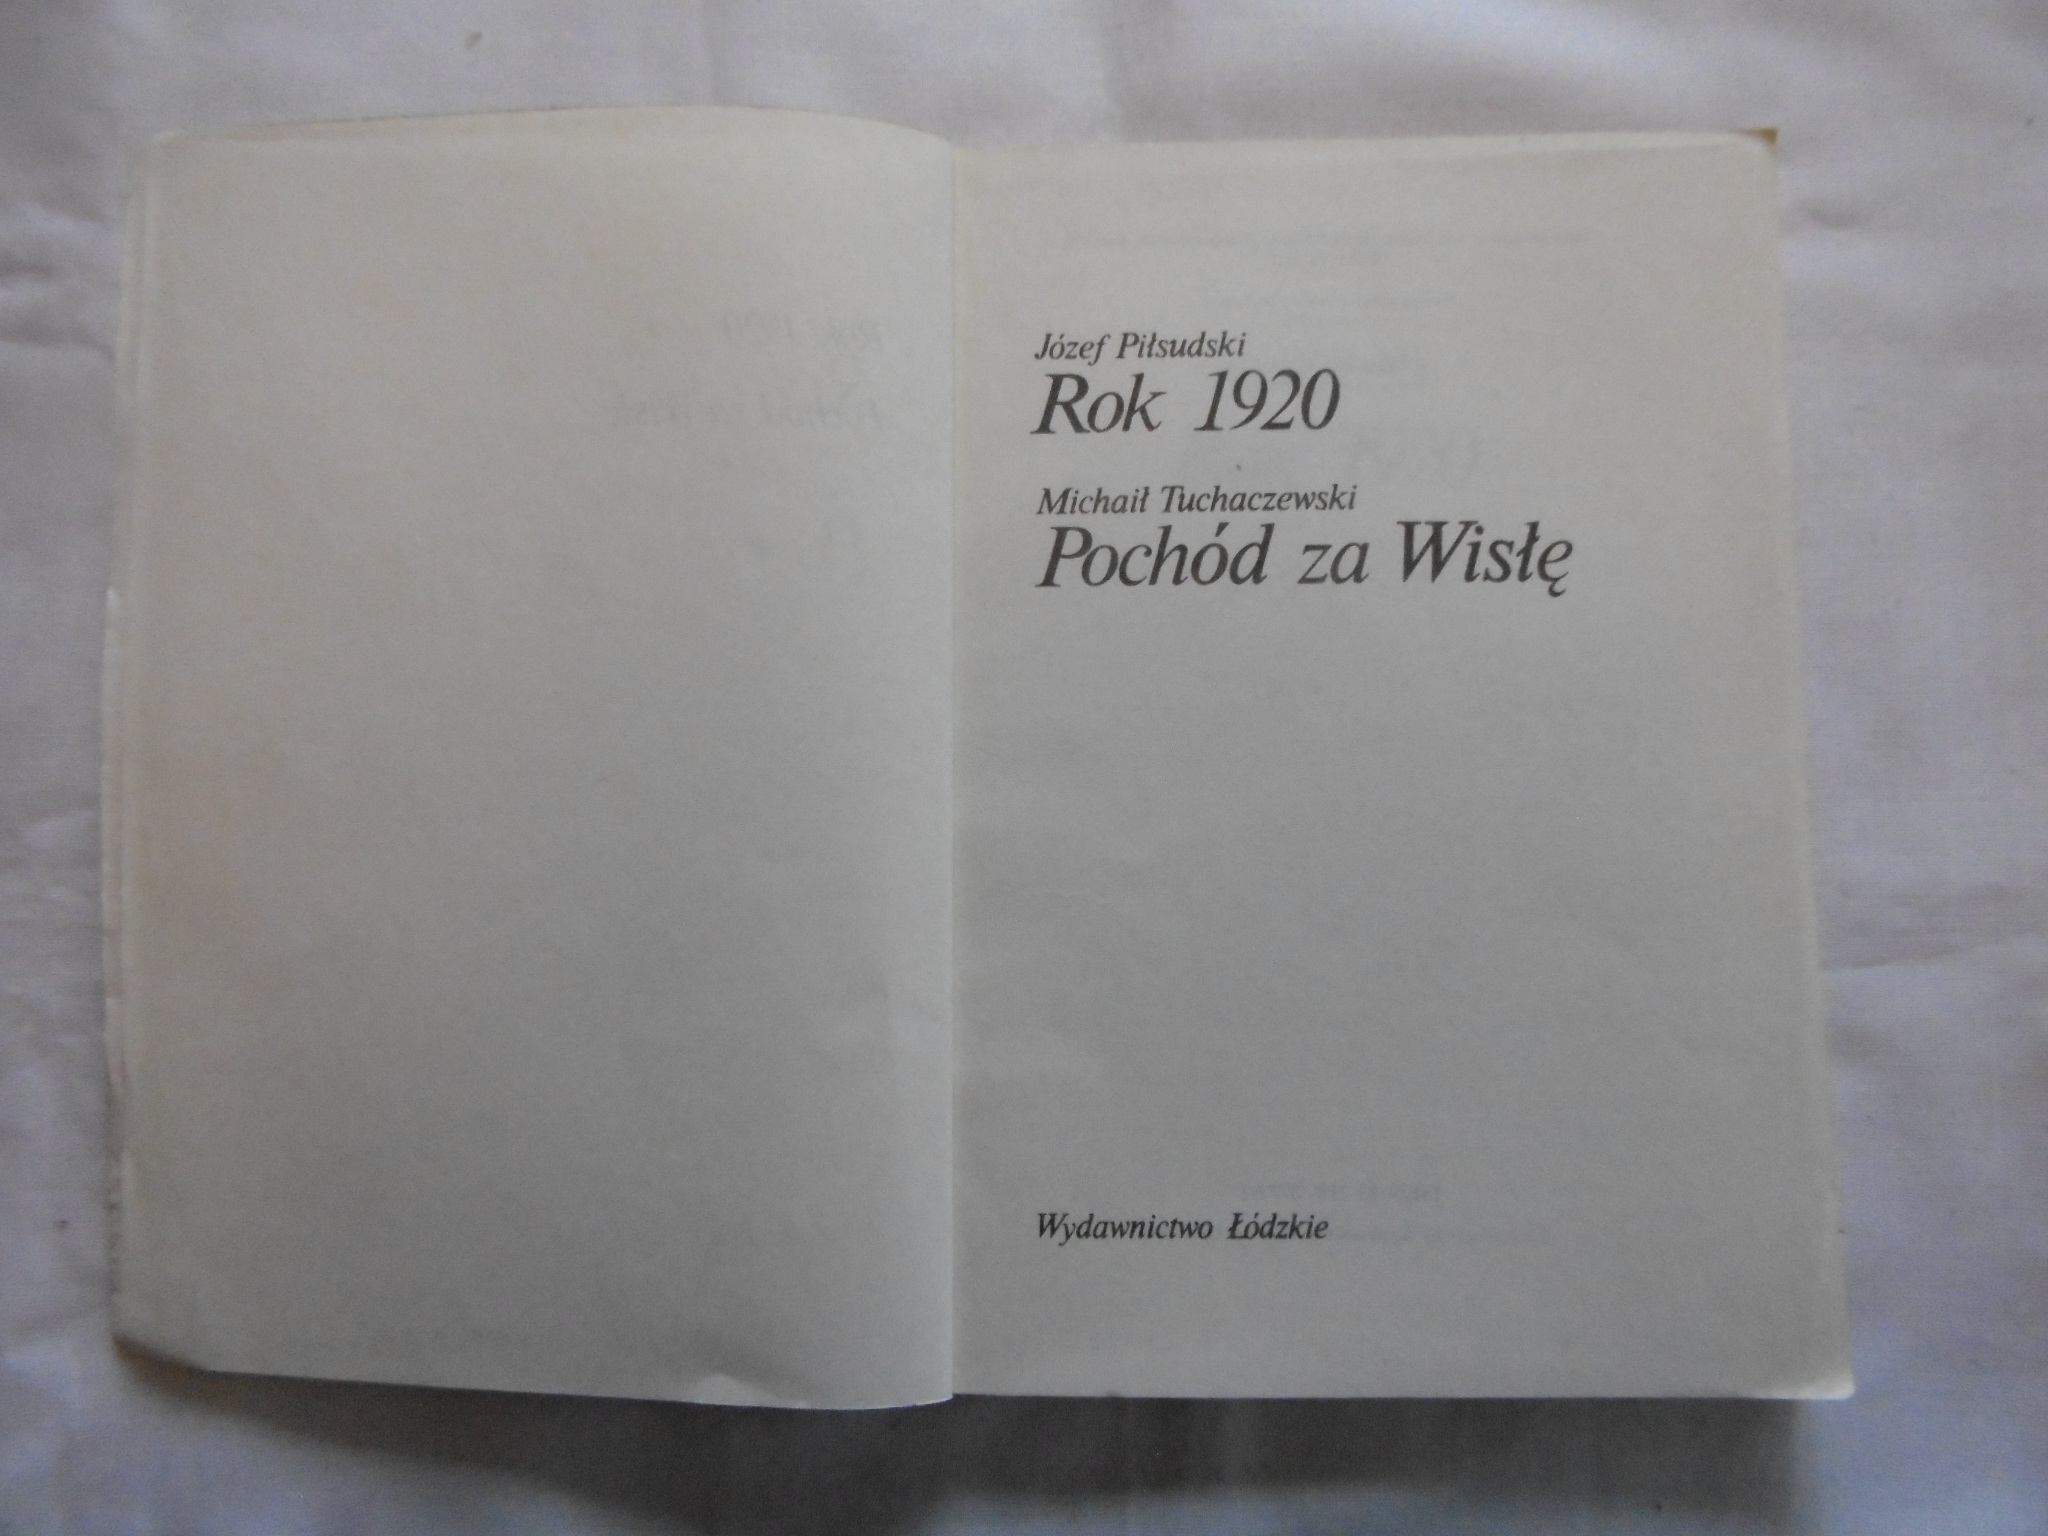 Józef Piłsudski
Rok 1920
Michaił Tuchaczewski
Pochód za Wisłę
Wydawnictwo Łódzkie